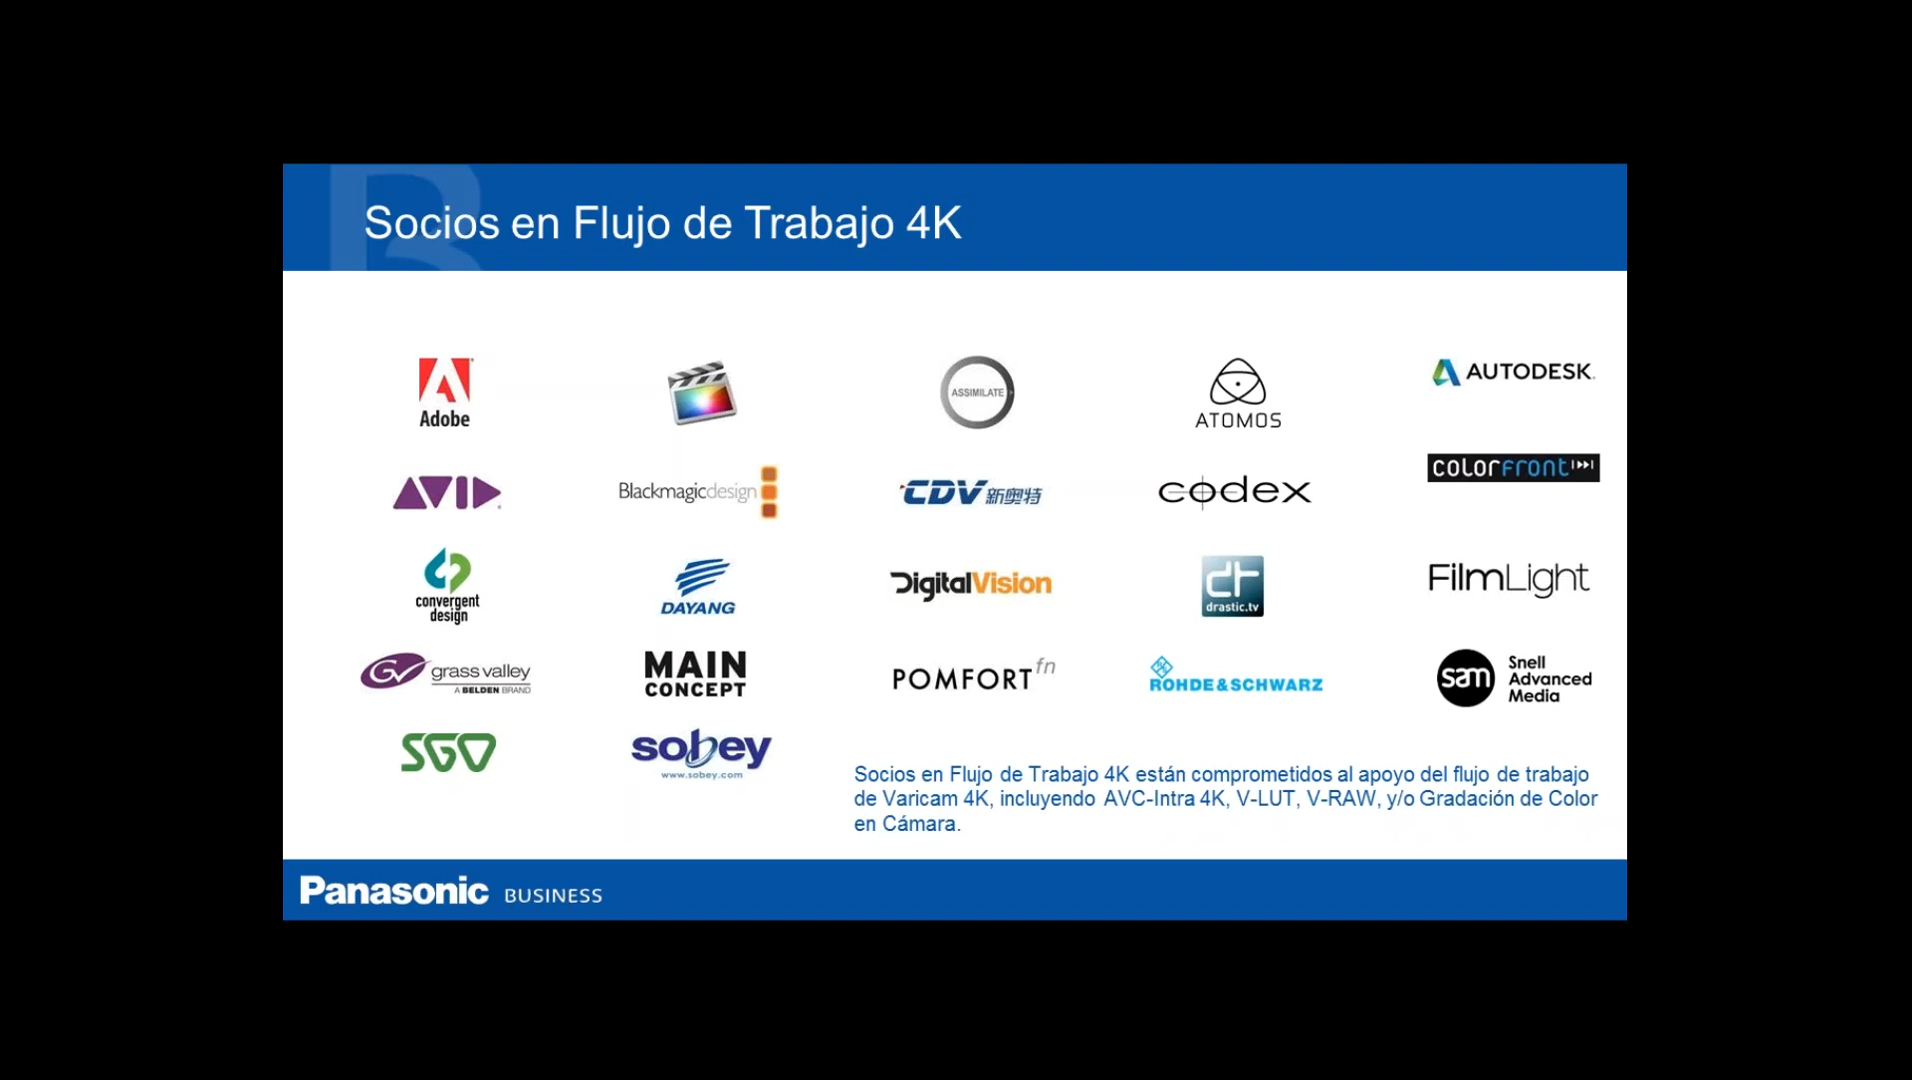 Socios en Flujo de Trabajo 4K
Adobe
ASSIMILATE
ATOMOS
AUTODESK.
AVID
Blackmagicdesign
CDV 新奥特
codex
colorfront
convergent
design
DAYANG
DigitalVision
dt
drastic.tv
FilmLight
GV grass valley
A BELDEN BRAND
MAIN
CONCEPT
POMFORT fn
ROHDE & SCHWARZ
sam Snell
Advanced
Media
SGO
sobey
www.sobey.com
Socios en Flujo de Trabajo 4K están comprometidos al apoyo del flujo de trabajo
de Varicam 4K, incluyendo AVC-Intra 4K, V-LUT, V-RAW, y/o Gradación de Color
en Cámara.
Panasonic BUSINESS